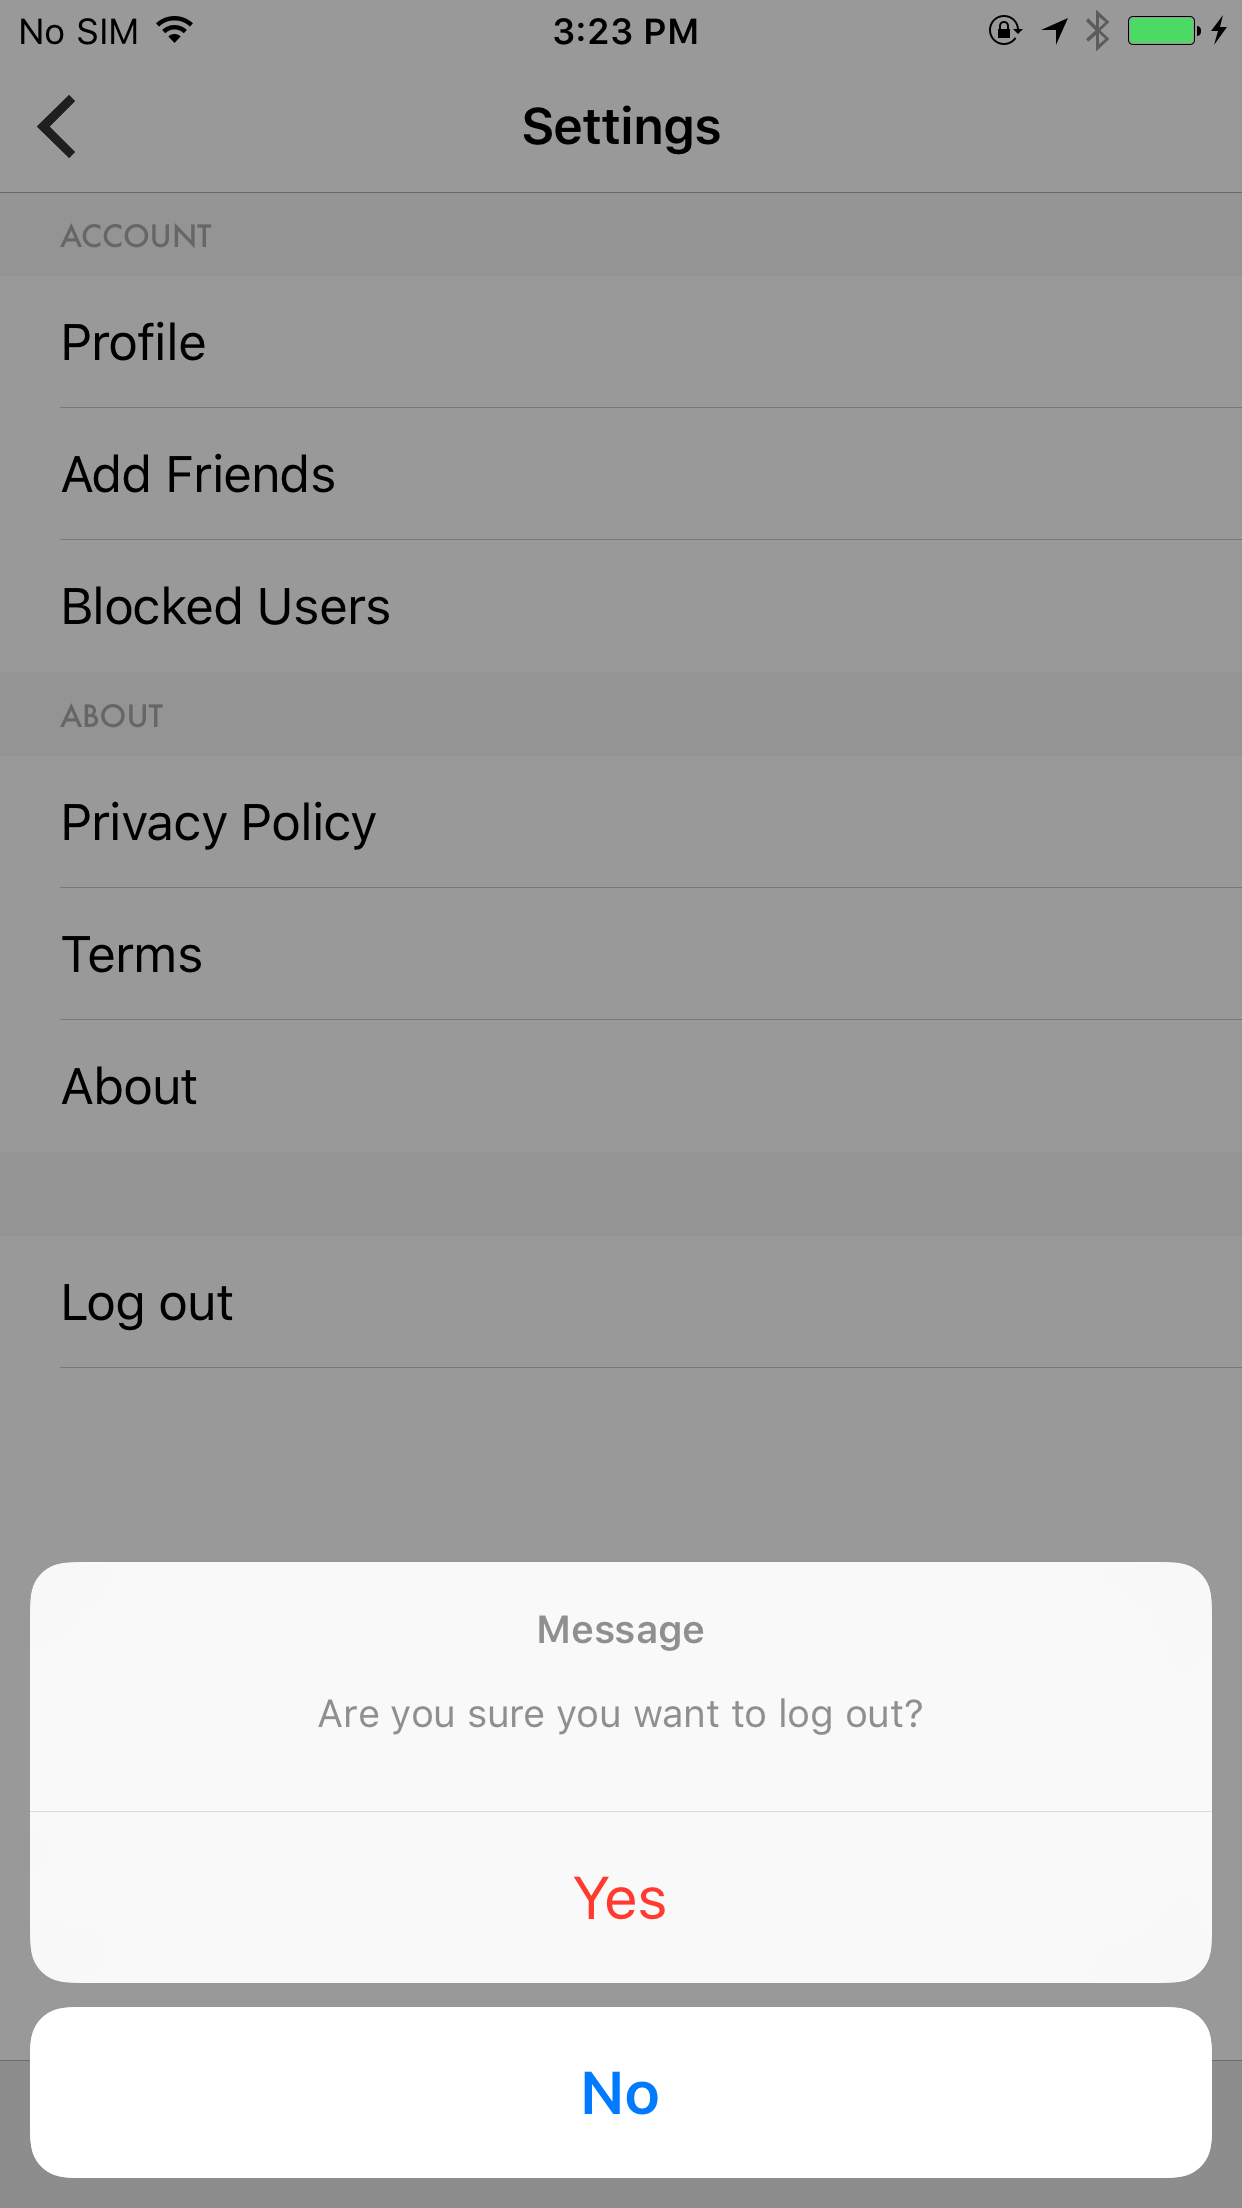 No SIM 3:23 PM
Settings
ACCOUNT
Profile
Add Friends
Blocked Users
ABOUT
Privacy Policy
Terms
About
Log out
Message
Are you sure you want to log out?
Yes
No